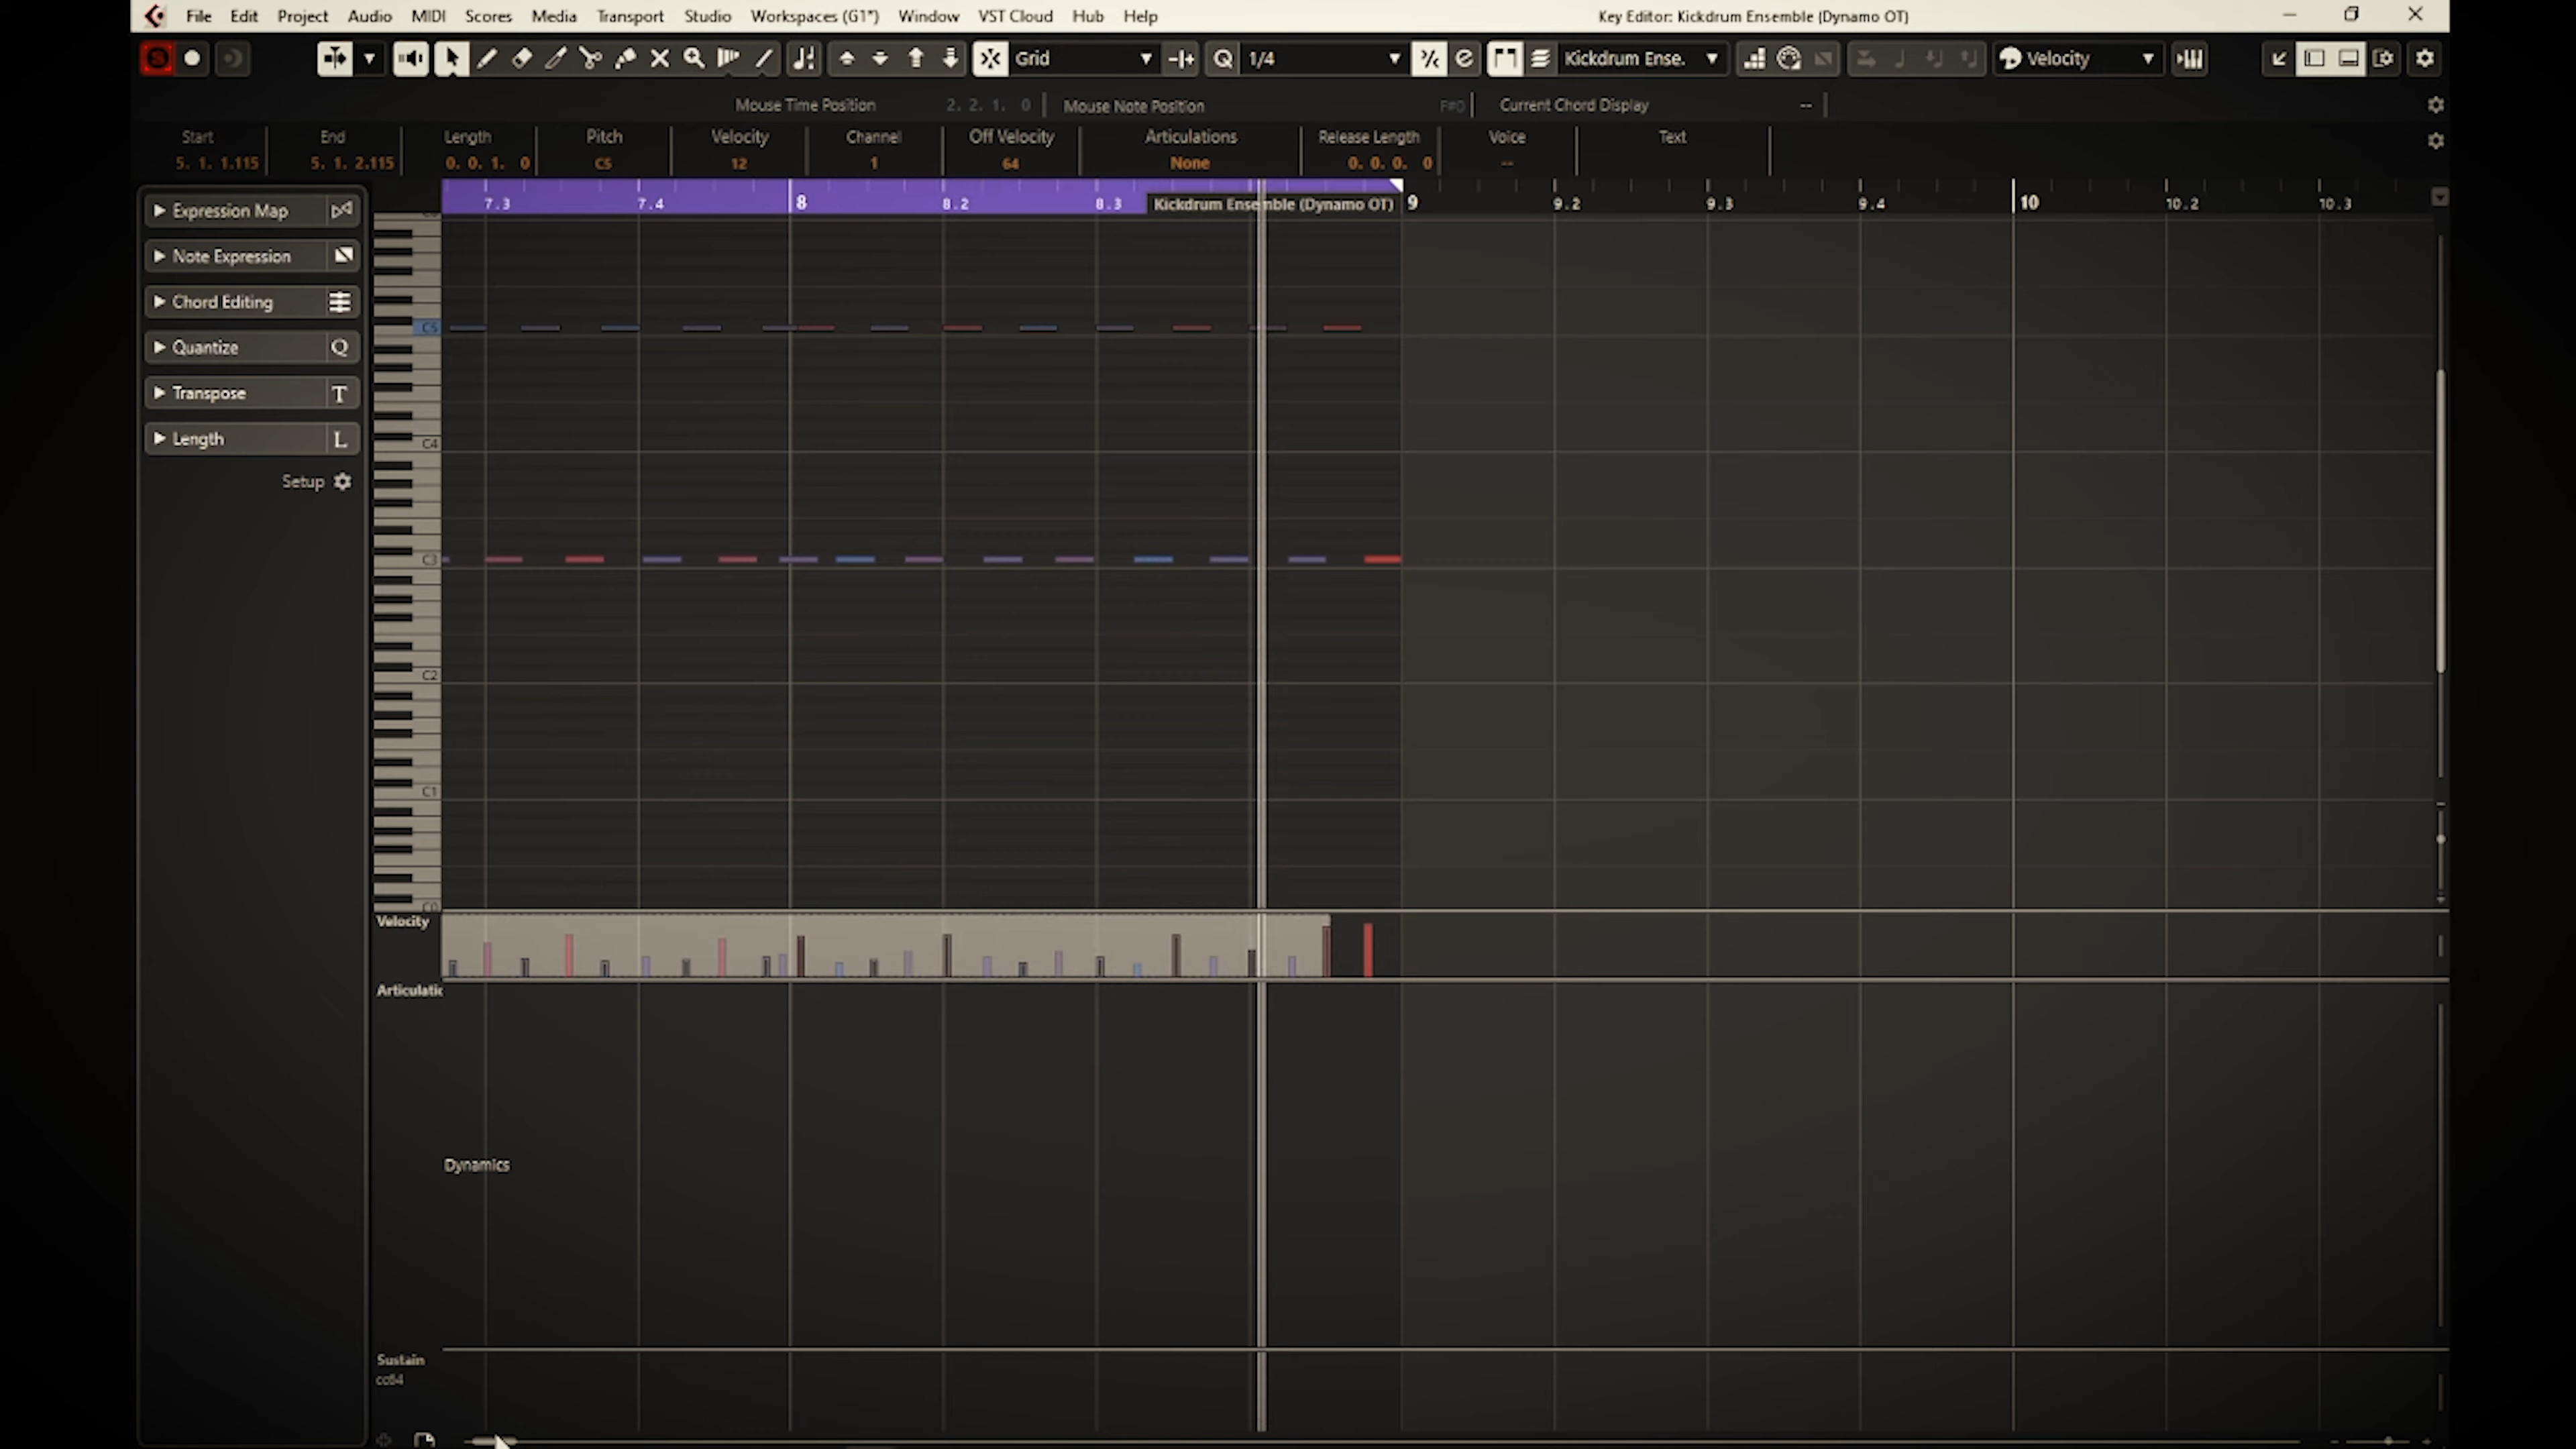 File Edit Project Audio MIDI Scores Media Transport Studio Workspaces (G1*) Window VST Cloud Hub Help Key Editor: Kickdrum Ensemble (Dynamo OT)
S Grid Q 1/4 Kickdrum Ense. Velocity
Mouse Time Position 2. 2. 1. 0 Mouse Note Position F#0 Current Chord Display --
Start End Length Pitch Velocity Channel Off Velocity Articulations Release Length Voice Text
5. 1. 1.115 5. 1. 2.115 0. 0. 1. 0 C5 12 1 64 None 0. 0. 0. 0 --
7.3 7.4 8 8.2 8.3 Kickdrum Ensemble (Dynamo OT) 9 9.2 9.3 9.4 10 10.2 10.3
Expression Map
Note Expression
Chord Editing
Quantize Q
Transpose T
Length L
Setup
C5
C4
C3
C2
C1
C0
Velocity
Articulatic
Dynamics
Sustain
cc64